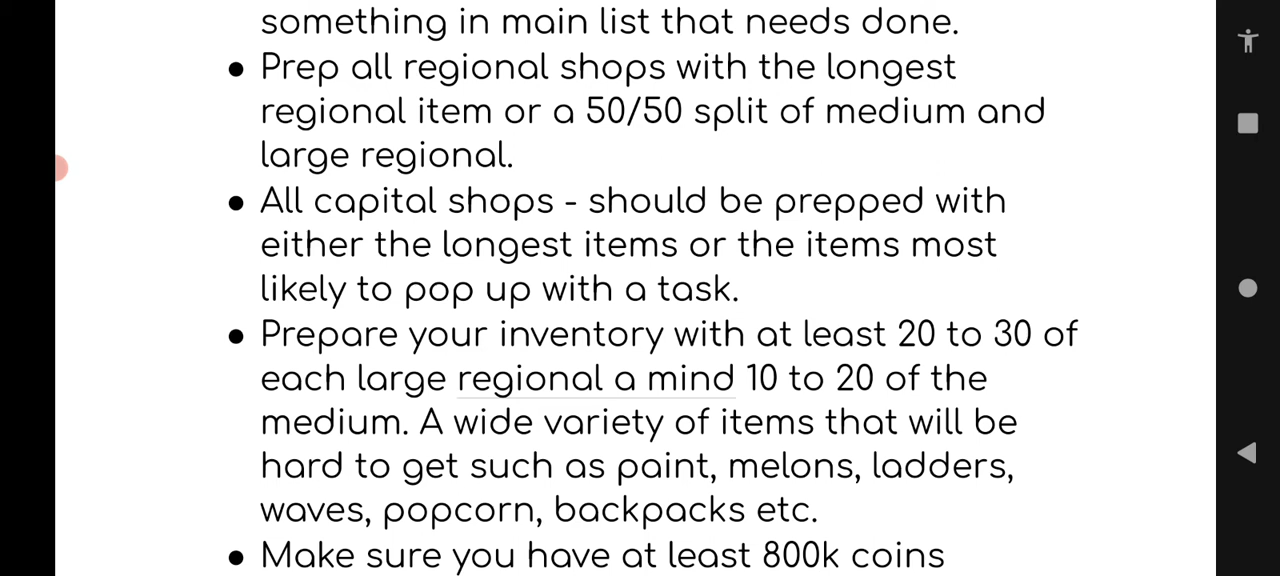 something in main list that needs done.
● Prep all regional shops with the longest
regional item or a 50/50 split of medium and
large regional.
● All capital shops - should be prepped with
either the longest items or the items most
likely to pop up with a task.
● Prepare your inventory with at least 20 to 30 of
each large regional a mind 10 to 20 of the
medium. A wide variety of items that will be
hard to get such as paint, melons, ladders,
waves, popcorn, backpacks etc.
● Make sure you have at least 800k coins